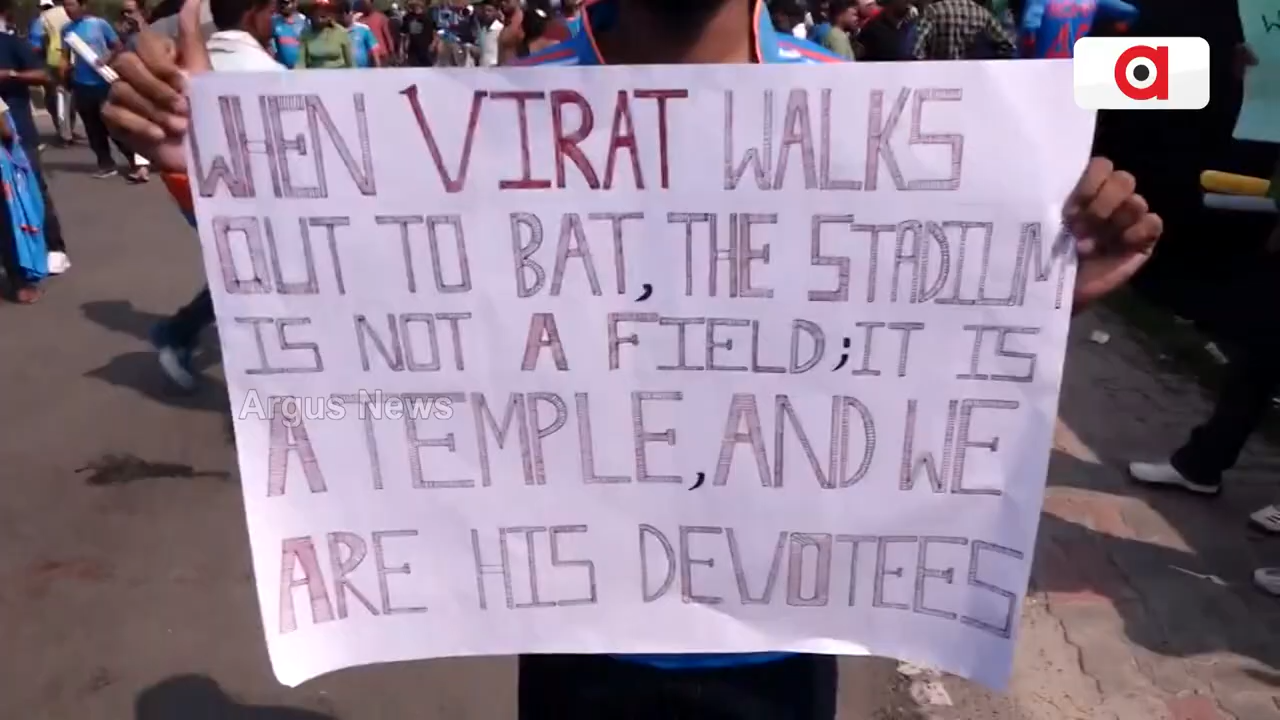 WHEN VIRAT WALKS
OUT TO BAT, THE STADIUM
IS NOT A FIELD; IT IS
A TEMPLE, AND WE
ARE HIS DEVOTEES
Argus News
a